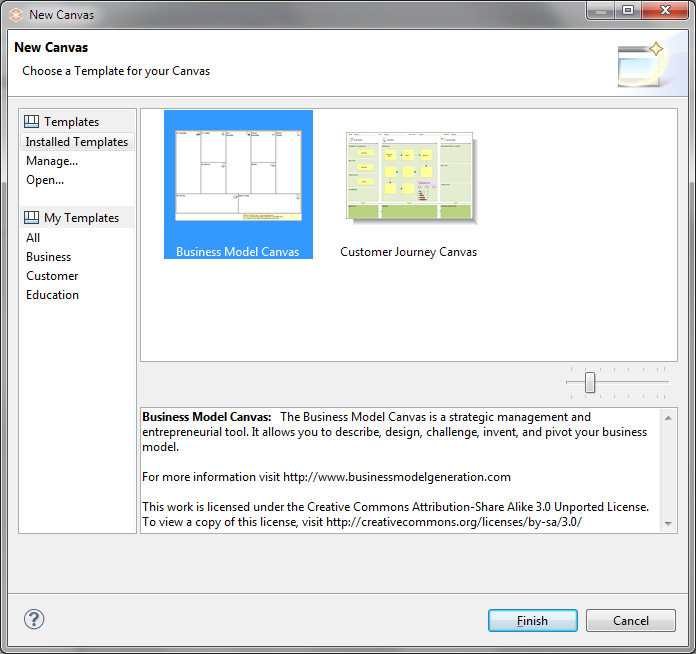 New Canvas
New Canvas
Choose a Template for your Canvas
Templates
Installed Templates
Manage...
Open...
My Templates
All
Business
Customer
Education
Business Model Canvas
Customer Journey Canvas
Business Model Canvas:   The Business Model Canvas is a strategic management and
entrepreneurial tool. It allows you to describe, design, challenge, invent, and pivot your business
model.
For more information visit http://www.businessmodelgeneration.com
This work is licensed under the Creative Commons Attribution-Share Alike 3.0 Unported License.
To view a copy of this license, visit http://creativecommons.org/licenses/by-sa/3.0/
?
Finish
Cancel